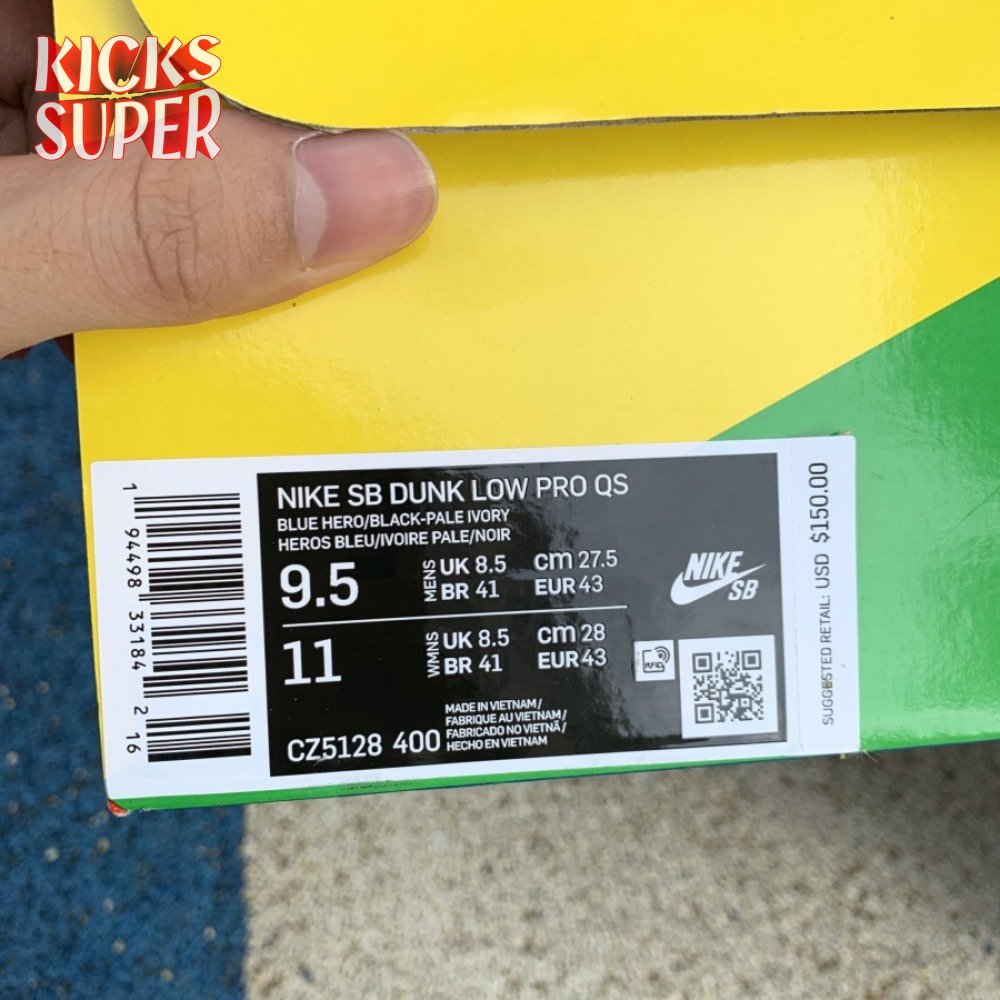 KICKS
SUPER
NIKE SB DUNK LOW PRO QS
BLUE HERO/BLACK-PALE IVORY
HEROS BLEU/IVOIRE PALE/NOIR
9.5
MENS
UK 8.5
cm 27.5
BR 41
EUR 43
11
WMNS
UK 8.5
cm 28
BR 41
EUR 43
CZ5128 400
MADE IN VIETNAM/
FABRIQUE AU VIETNAM/
FABRICADO NO VIETNÃ/
HECHO EN VIETNAM
NIKE
SB
RFID
1 94498 33184 2 16
SUGGESTED RETAIL: USD $150.00